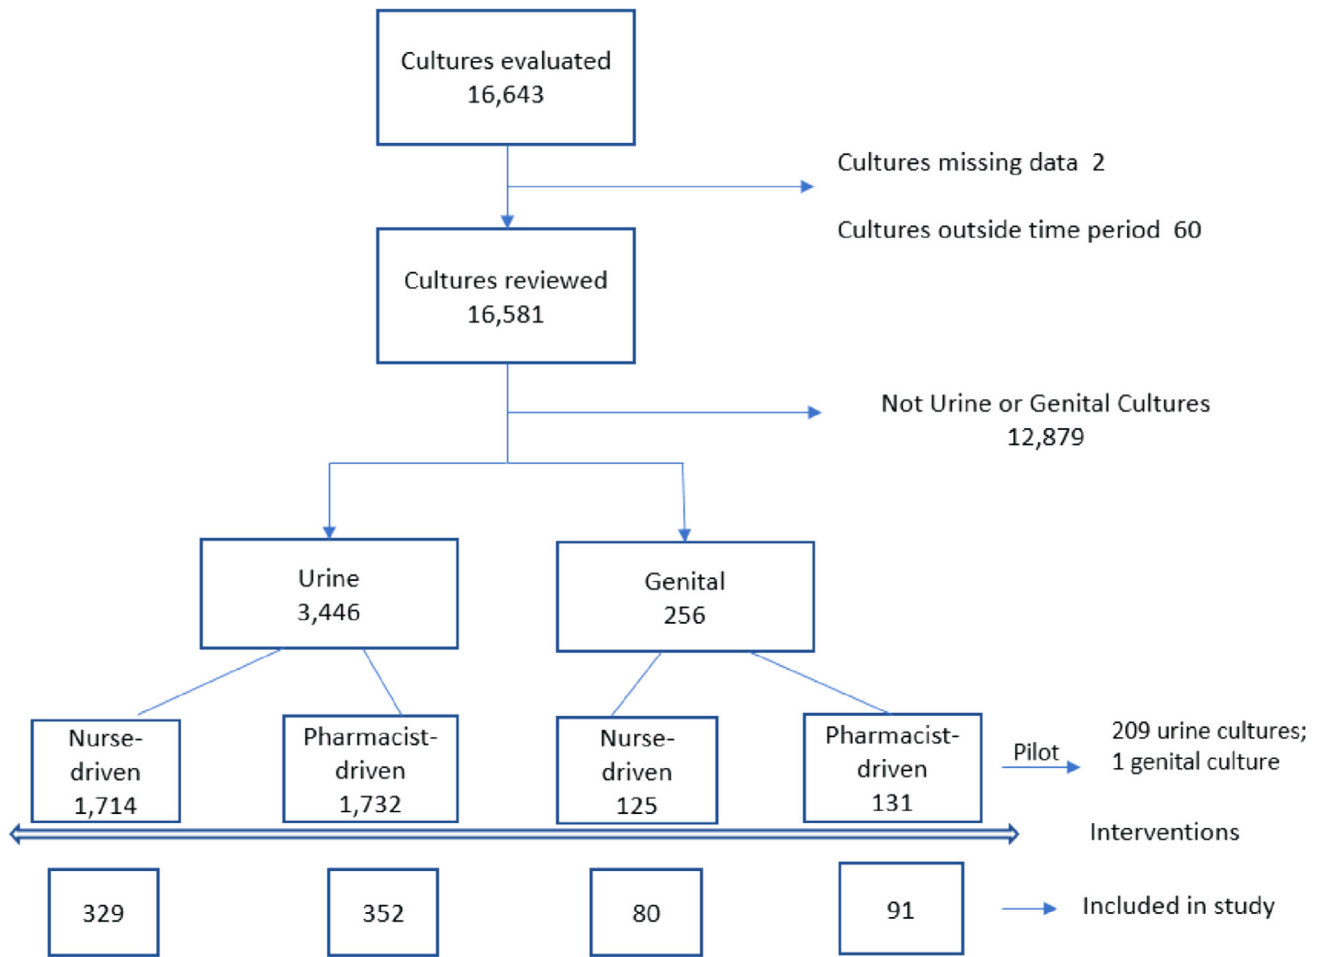 Cultures evaluated
16,643
Cultures missing data 2
Cultures outside time period 60
Cultures reviewed
16,581
Not Urine or Genital Cultures
12,879
Urine
3,446
Genital
256
Nurse-
driven
1,714
Pharmacist-
driven
1,732
Nurse-
driven
125
Pharmacist-
driven
131
Pilot
209 urine cultures;
1 genital culture
Interventions
329
352
80
91
Included in study